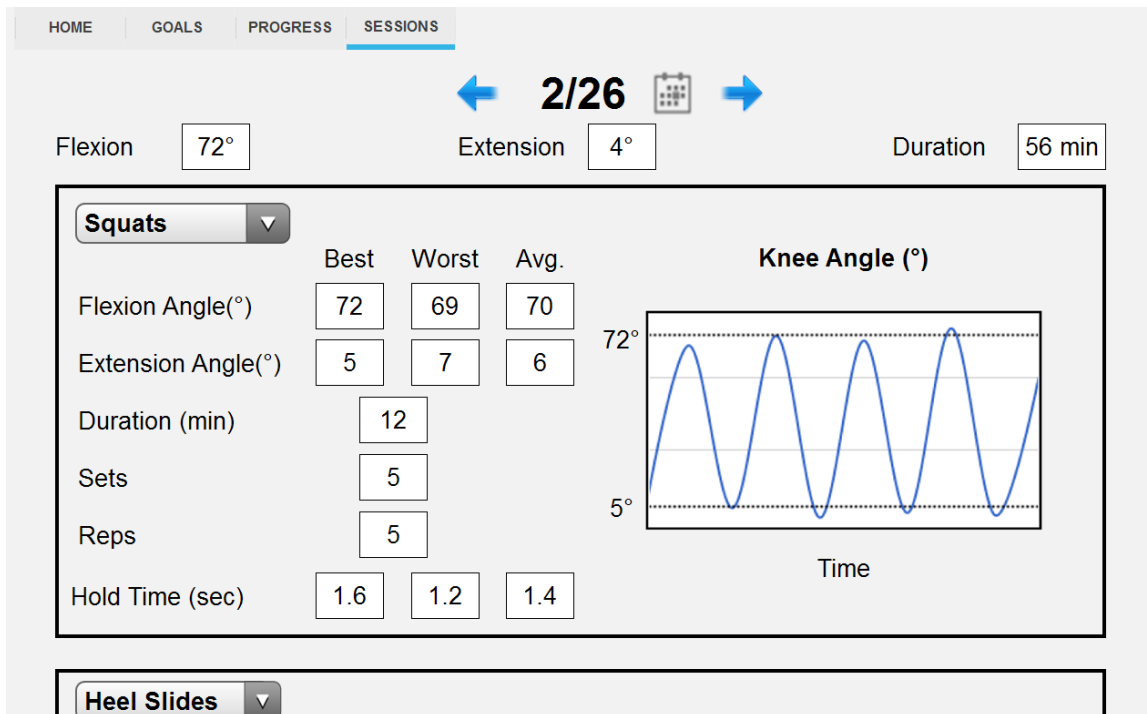 HOME GOALS PROGRESS SESSIONS
2/26
Flexion 72° Extension 4° Duration 56 min
Squats
Best Worst Avg. Knee Angle (°)
Flexion Angle(°) 72 69 70
72°
Extension Angle(°) 5 7 6
Duration (min) 12
Sets 5
5°
Reps 5
Time
Hold Time (sec) 1.6 1.2 1.4
Heel Slides